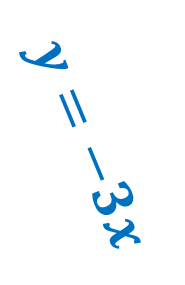 y = −3x